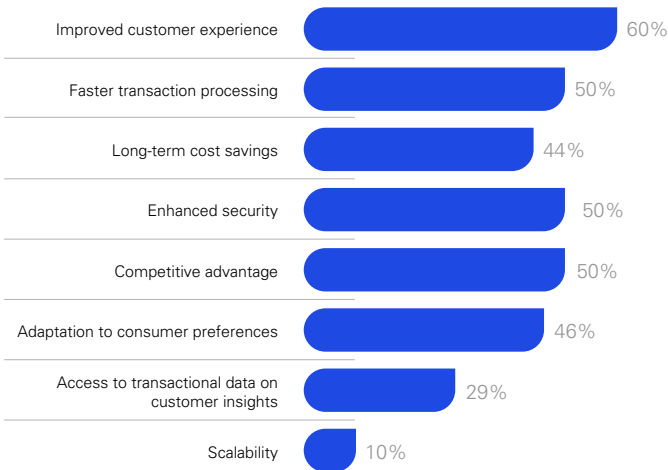 Improved customer experience 60%
Faster transaction processing 50%
Long-term cost savings 44%
Enhanced security 50%
Competitive advantage 50%
Adaptation to consumer preferences 46%
Access to transactional data on
customer insights 29%
Scalability 10%